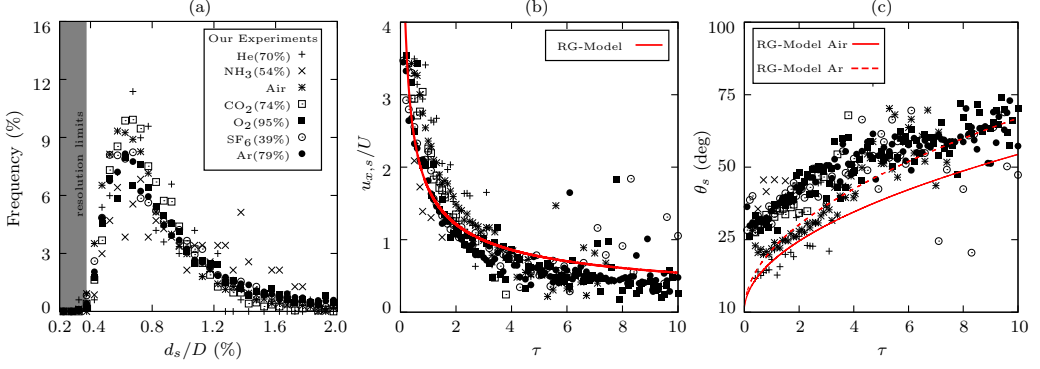 (a)
Frequency (%)
16
12
9
6
3
0
resolution limits
Our Experiments
He(70%)
NH3(54%)
Air
CO2(74%)
O2(95%)
SF6(39%)
Ar(79%)
0.2 0.4 0.8 1.2 1.6 2.0
ds/D (%)
(b)
ux,s/U
4
3
2
1
0
RG-Model
0 2 4 6 8 10
τ
(c)
θs (deg)
100
75
50
25
10
RG-Model Air
RG-Model Ar
0 2 4 6 8 10
τ